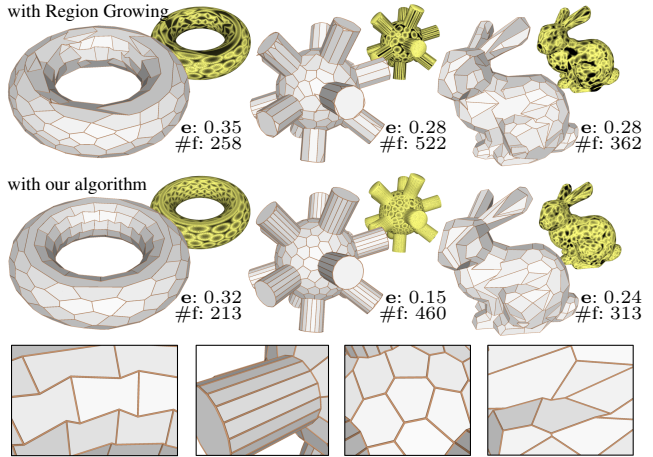 with Region Growing
e: 0.35
#f: 258
e: 0.28
#f: 522
e: 0.28
#f: 362
with our algorithm
e: 0.32
#f: 213
e: 0.15
#f: 460
e: 0.24
#f: 313